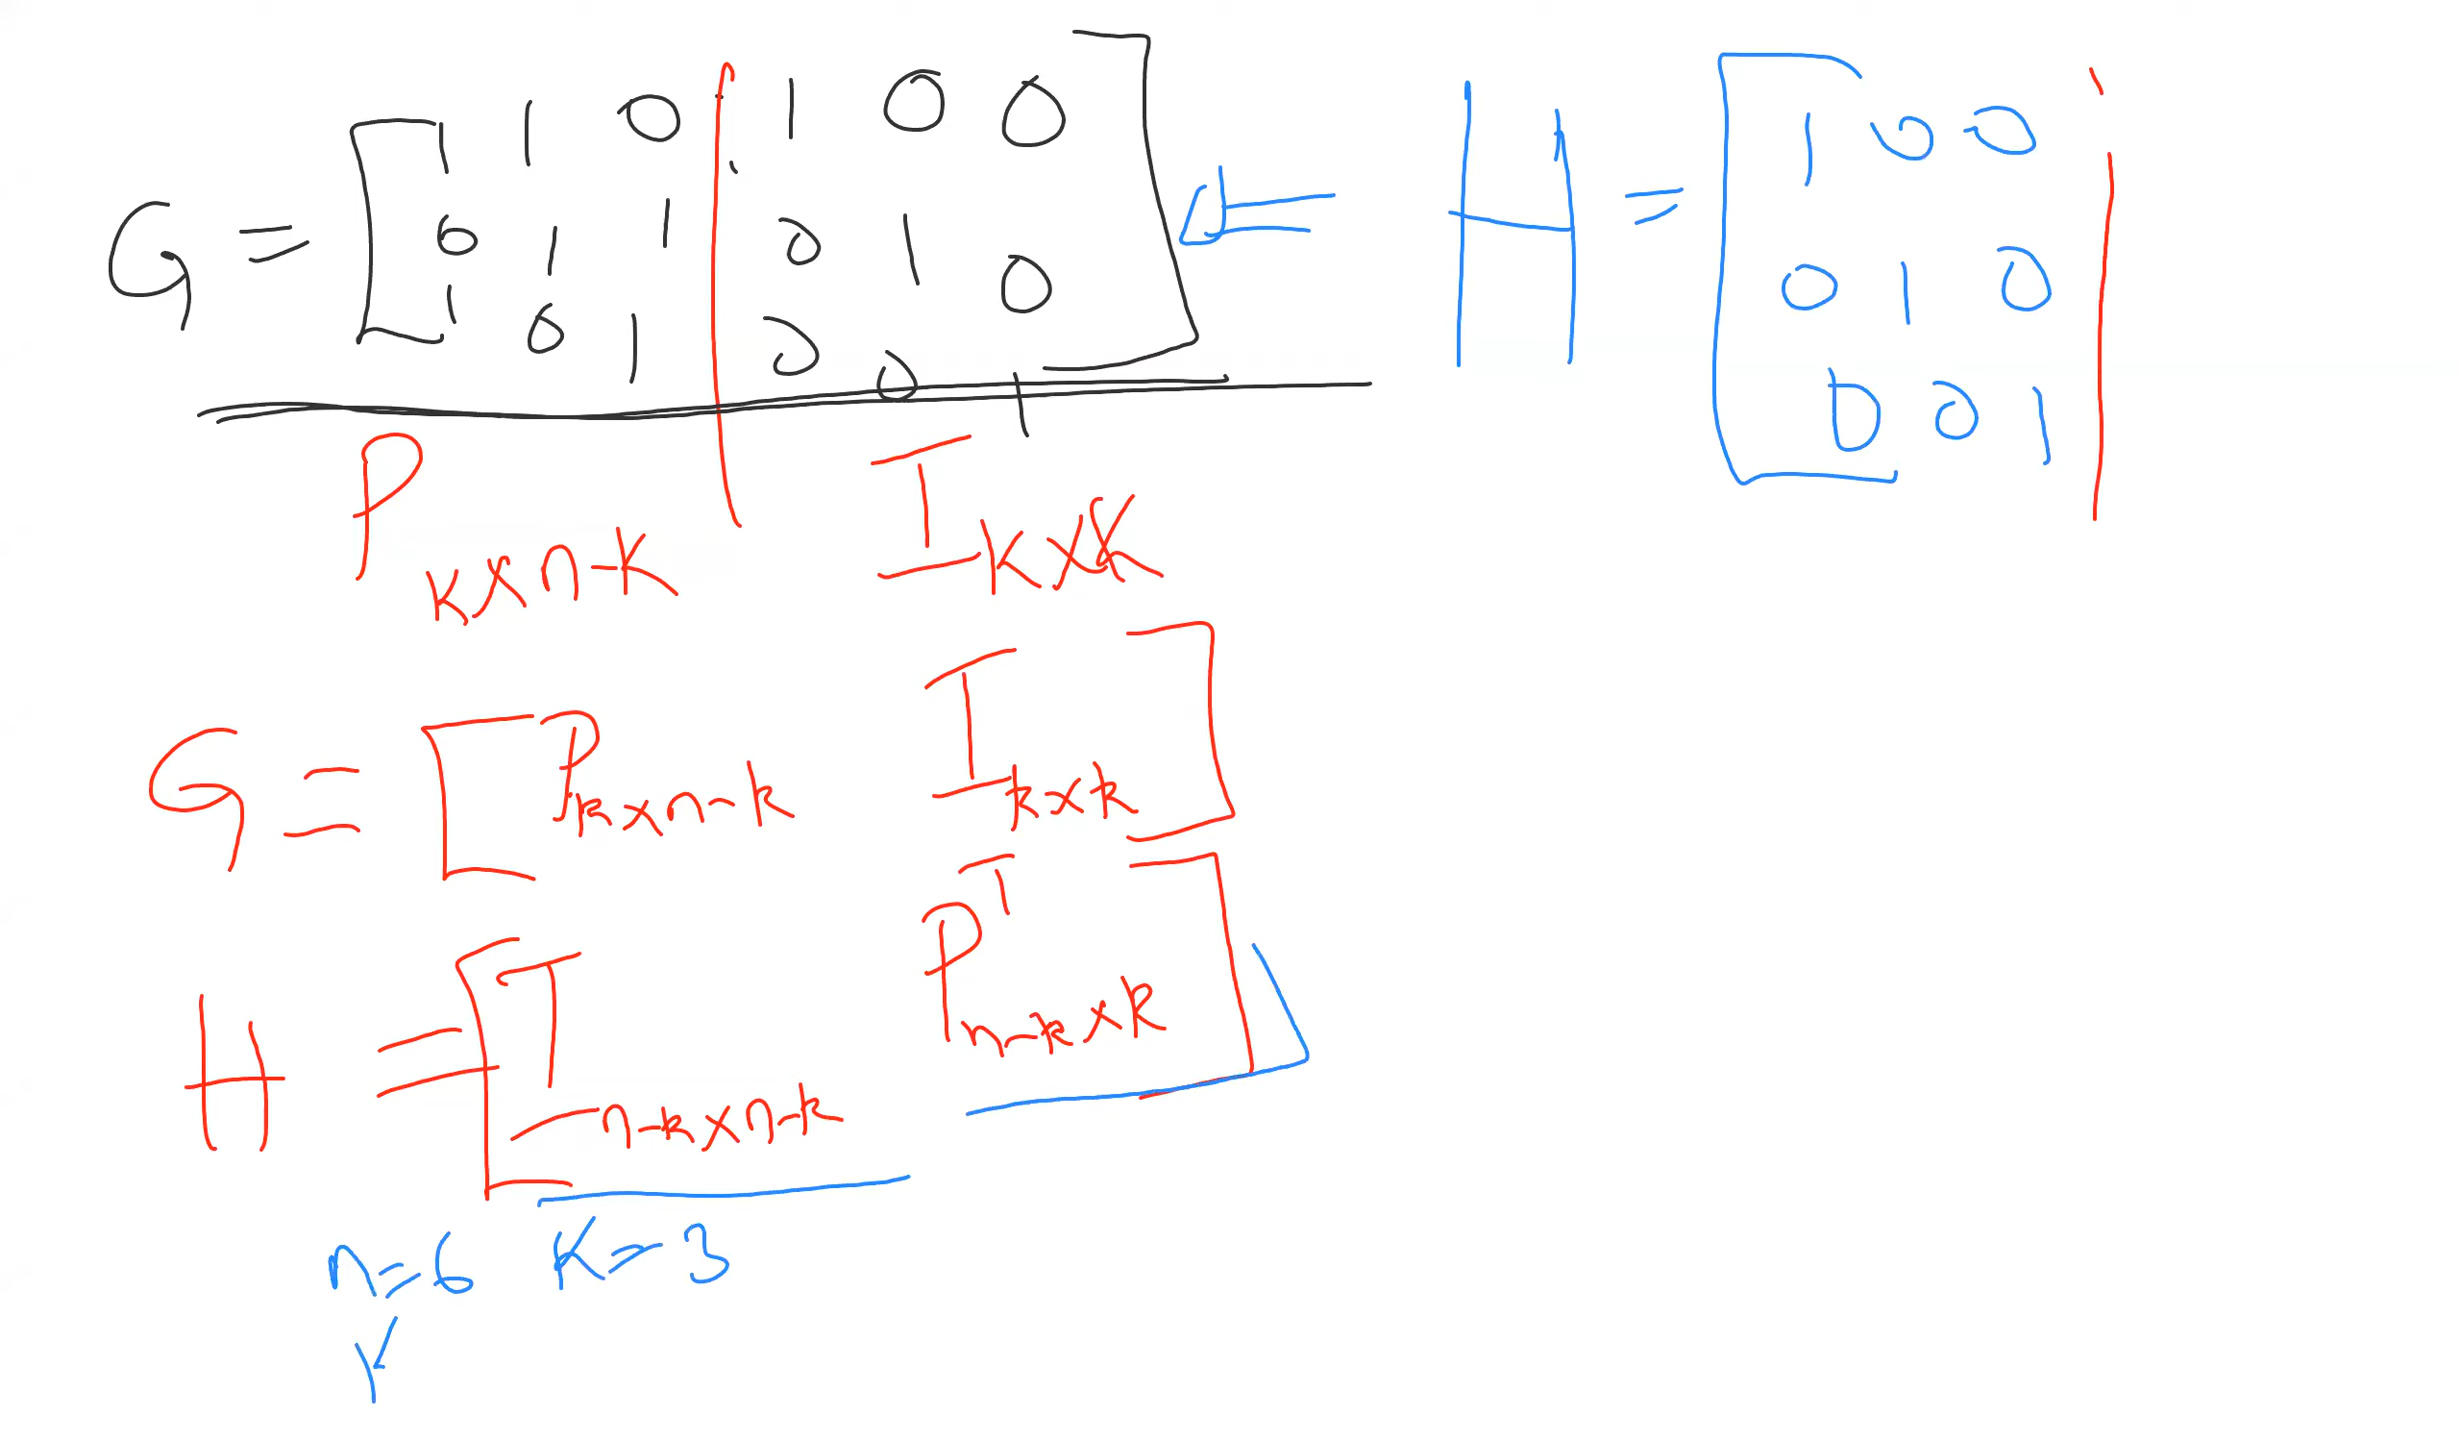 G = [ 1 1 0 | 1 0 0 ]
0 1 1 0 1 0
1 0 1 0 0 1
P k×n-k I k×k
G = [ P k×n-k I k×k ]
H = [ I n-k×n-k P^T n-k×k ]
n=6 K=3
⇐ H = [ 1 0 0 |
0 1 0
0 0 1